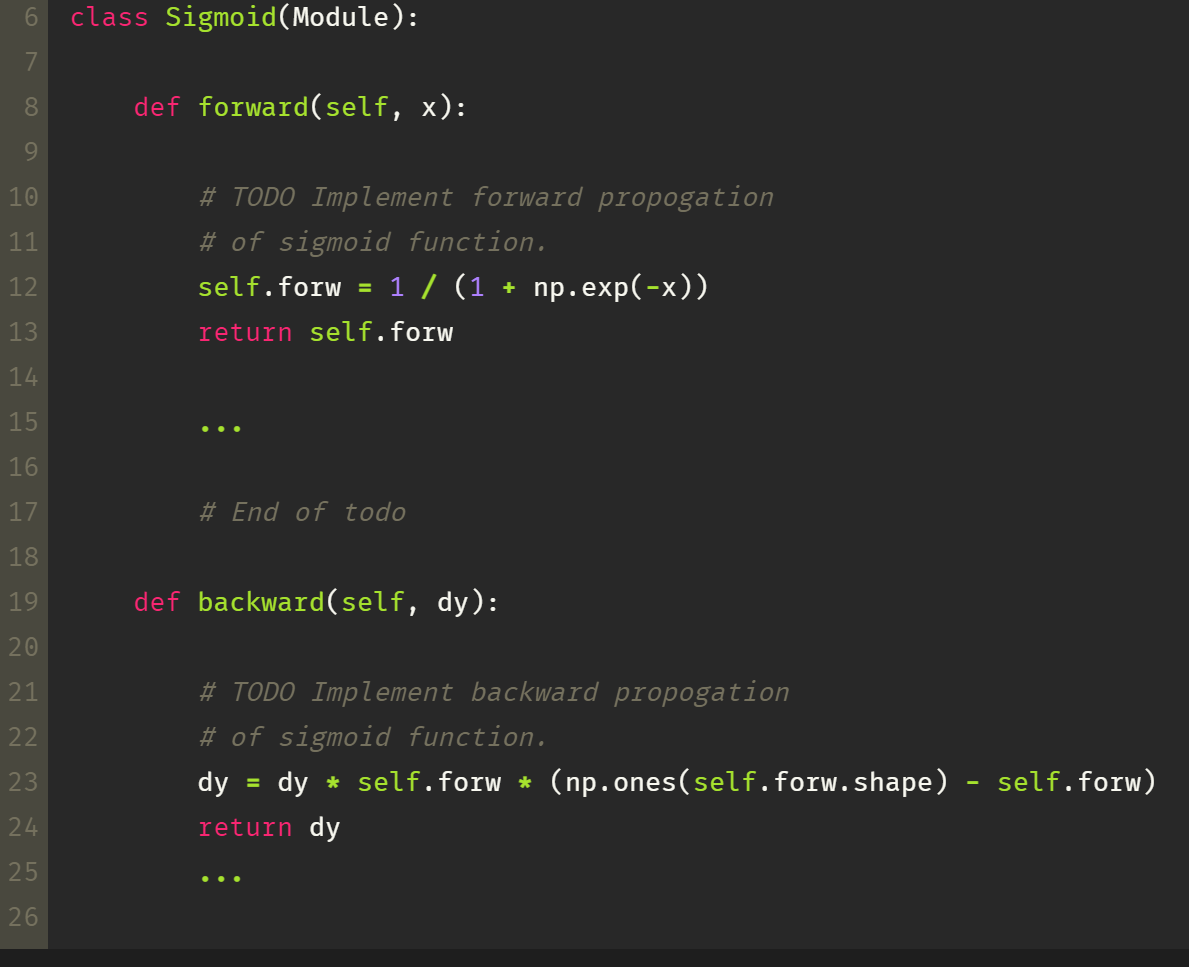 6 class Sigmoid(Module):
7
8     def forward(self, x):
9
10         # TODO Implement forward propogation
11         # of sigmoid function.
12         self.forw = 1 / (1 + np.exp(-x))
13         return self.forw
14
15         ...
16
17         # End of todo
18
19     def backward(self, dy):
20
21         # TODO Implement backward propogation
22         # of sigmoid function.
23         dy = dy * self.forw * (np.ones(self.forw.shape) - self.forw)
24         return dy
25         ...
26